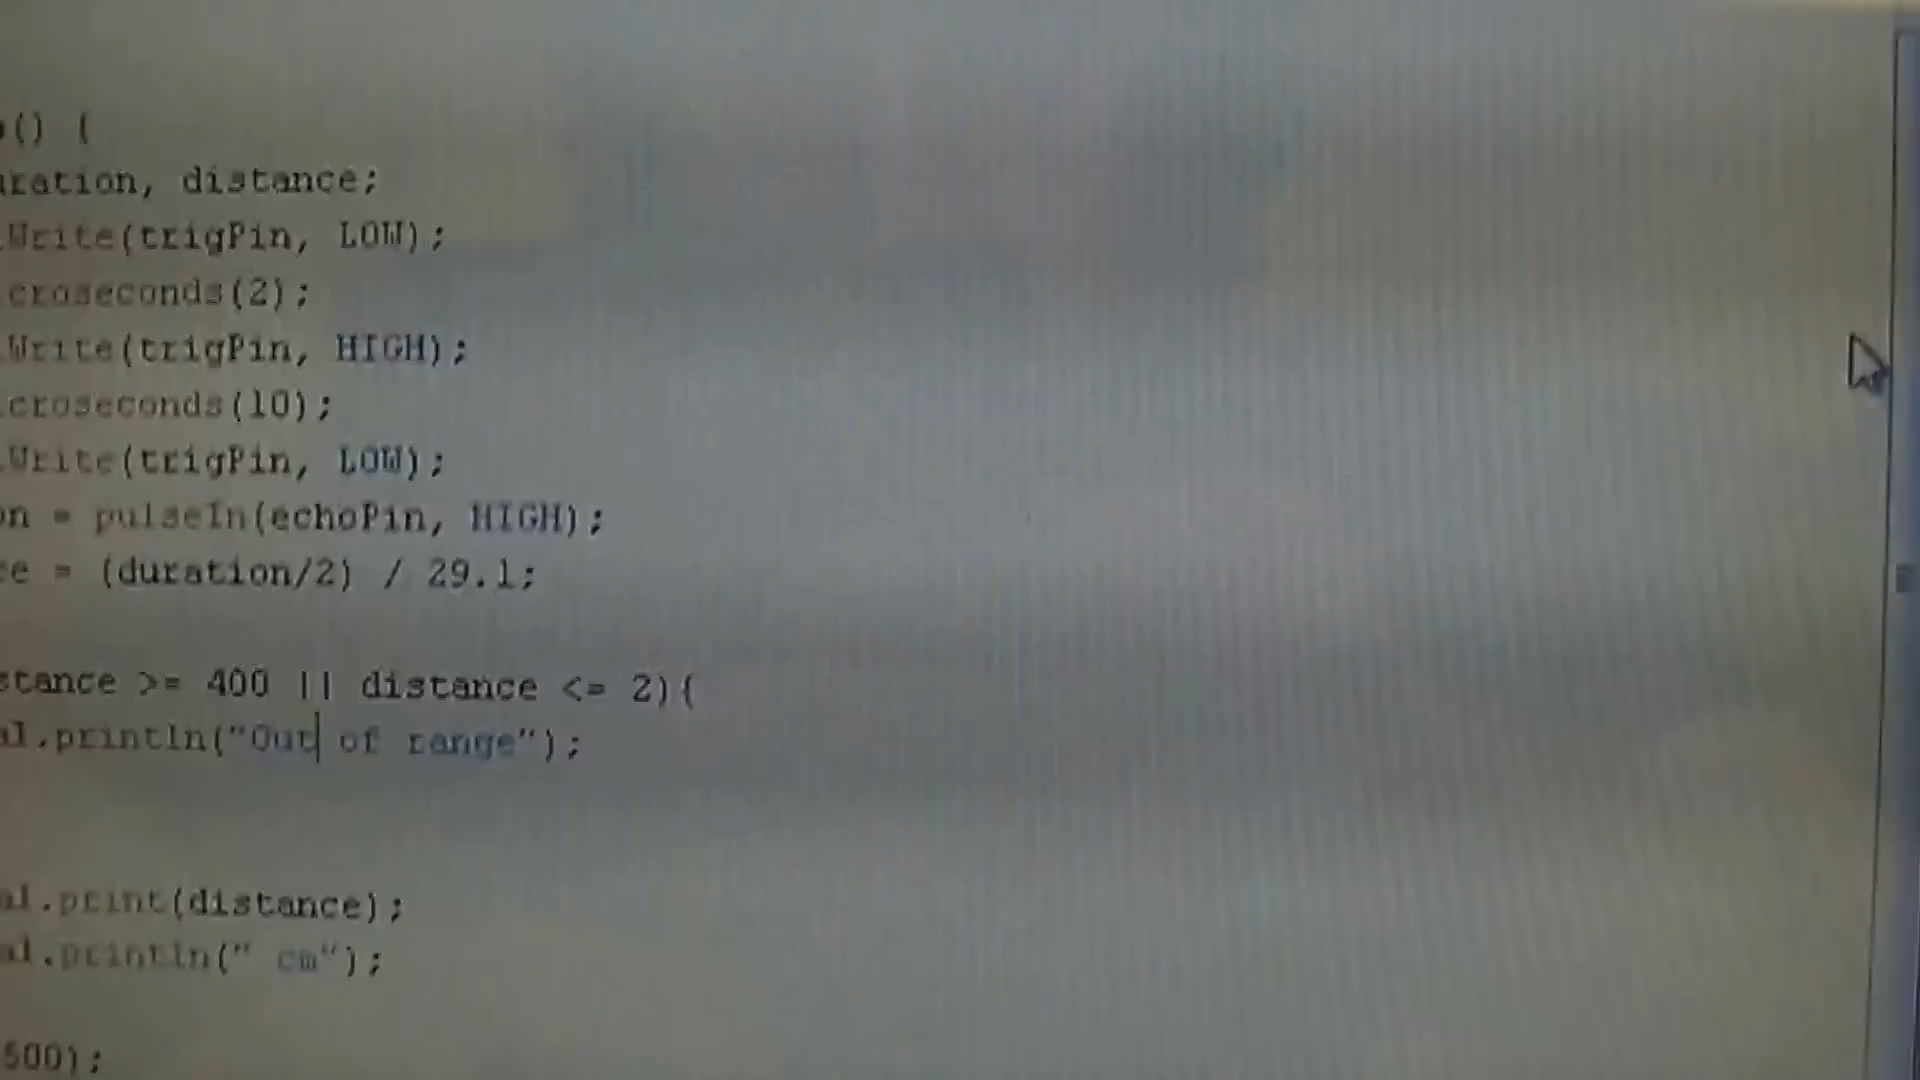 () {
uration, distance;
Write(trigPin, LOW);
croseconds(2);
Write(trigPin, HIGH);
croseconds(10);
Write(trigPin, LOW);
on = pulseIn(echoPin, HIGH);
ce = (duration/2) / 29.1;
stance >= 400 || distance <= 2){
al.println("Out of range");
al.print(distance);
al.println(" cm");
500);